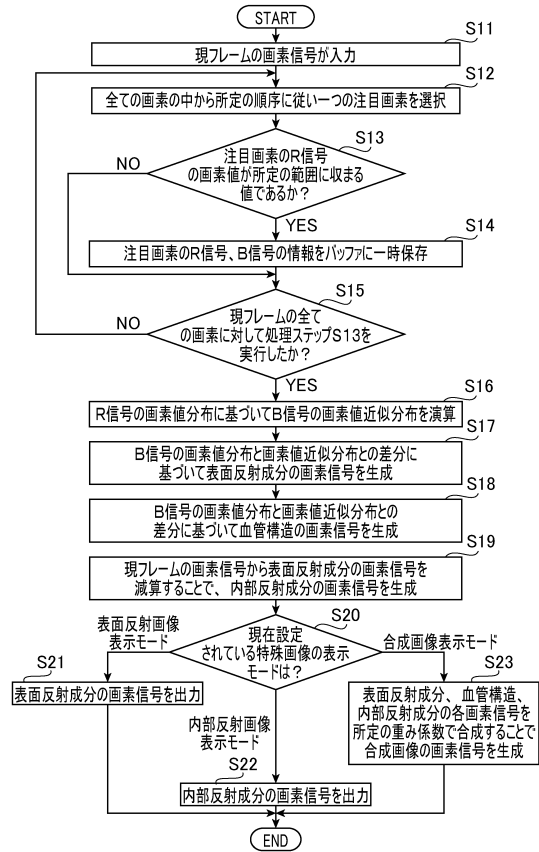 START
S11
現フレームの画素信号が入力
S12
全ての画素の中から所定の順序に従い一つの注目画素を選択
S13
注目画素のR信号
の画素値が所定の範囲に収まる
値であるか？
NO
YES
S14
注目画素のR信号、B信号の情報をバッファに一時保存
S15
現フレームの全て
の画素に対して処理ステップS13を
実行したか？
NO
YES
S16
R信号の画素値分布に基づいてB信号の画素値近似分布を演算
S17
B信号の画素値分布と画素値近似分布との差分に
基づいて表面反射成分の画素信号を生成
S18
B信号の画素値分布と画素値近似分布との
差分に基づいて血管構造の画素信号を生成
S19
現フレームの画素信号から表面反射成分の画素信号を
減算することで、内部反射成分の画素信号を生成
S20
現在設定
されている特殊画像の表示
モードは？
表面反射画像
表示モード
合成画像表示モード
S21
表面反射成分の画素信号を出力
内部反射画像
表示モード
S22
内部反射成分の画素信号を出力
S23
表面反射成分、血管構造、
内部反射成分の各画素信号を
所定の重み係数で合成することで
合成画像の画素信号を生成
END